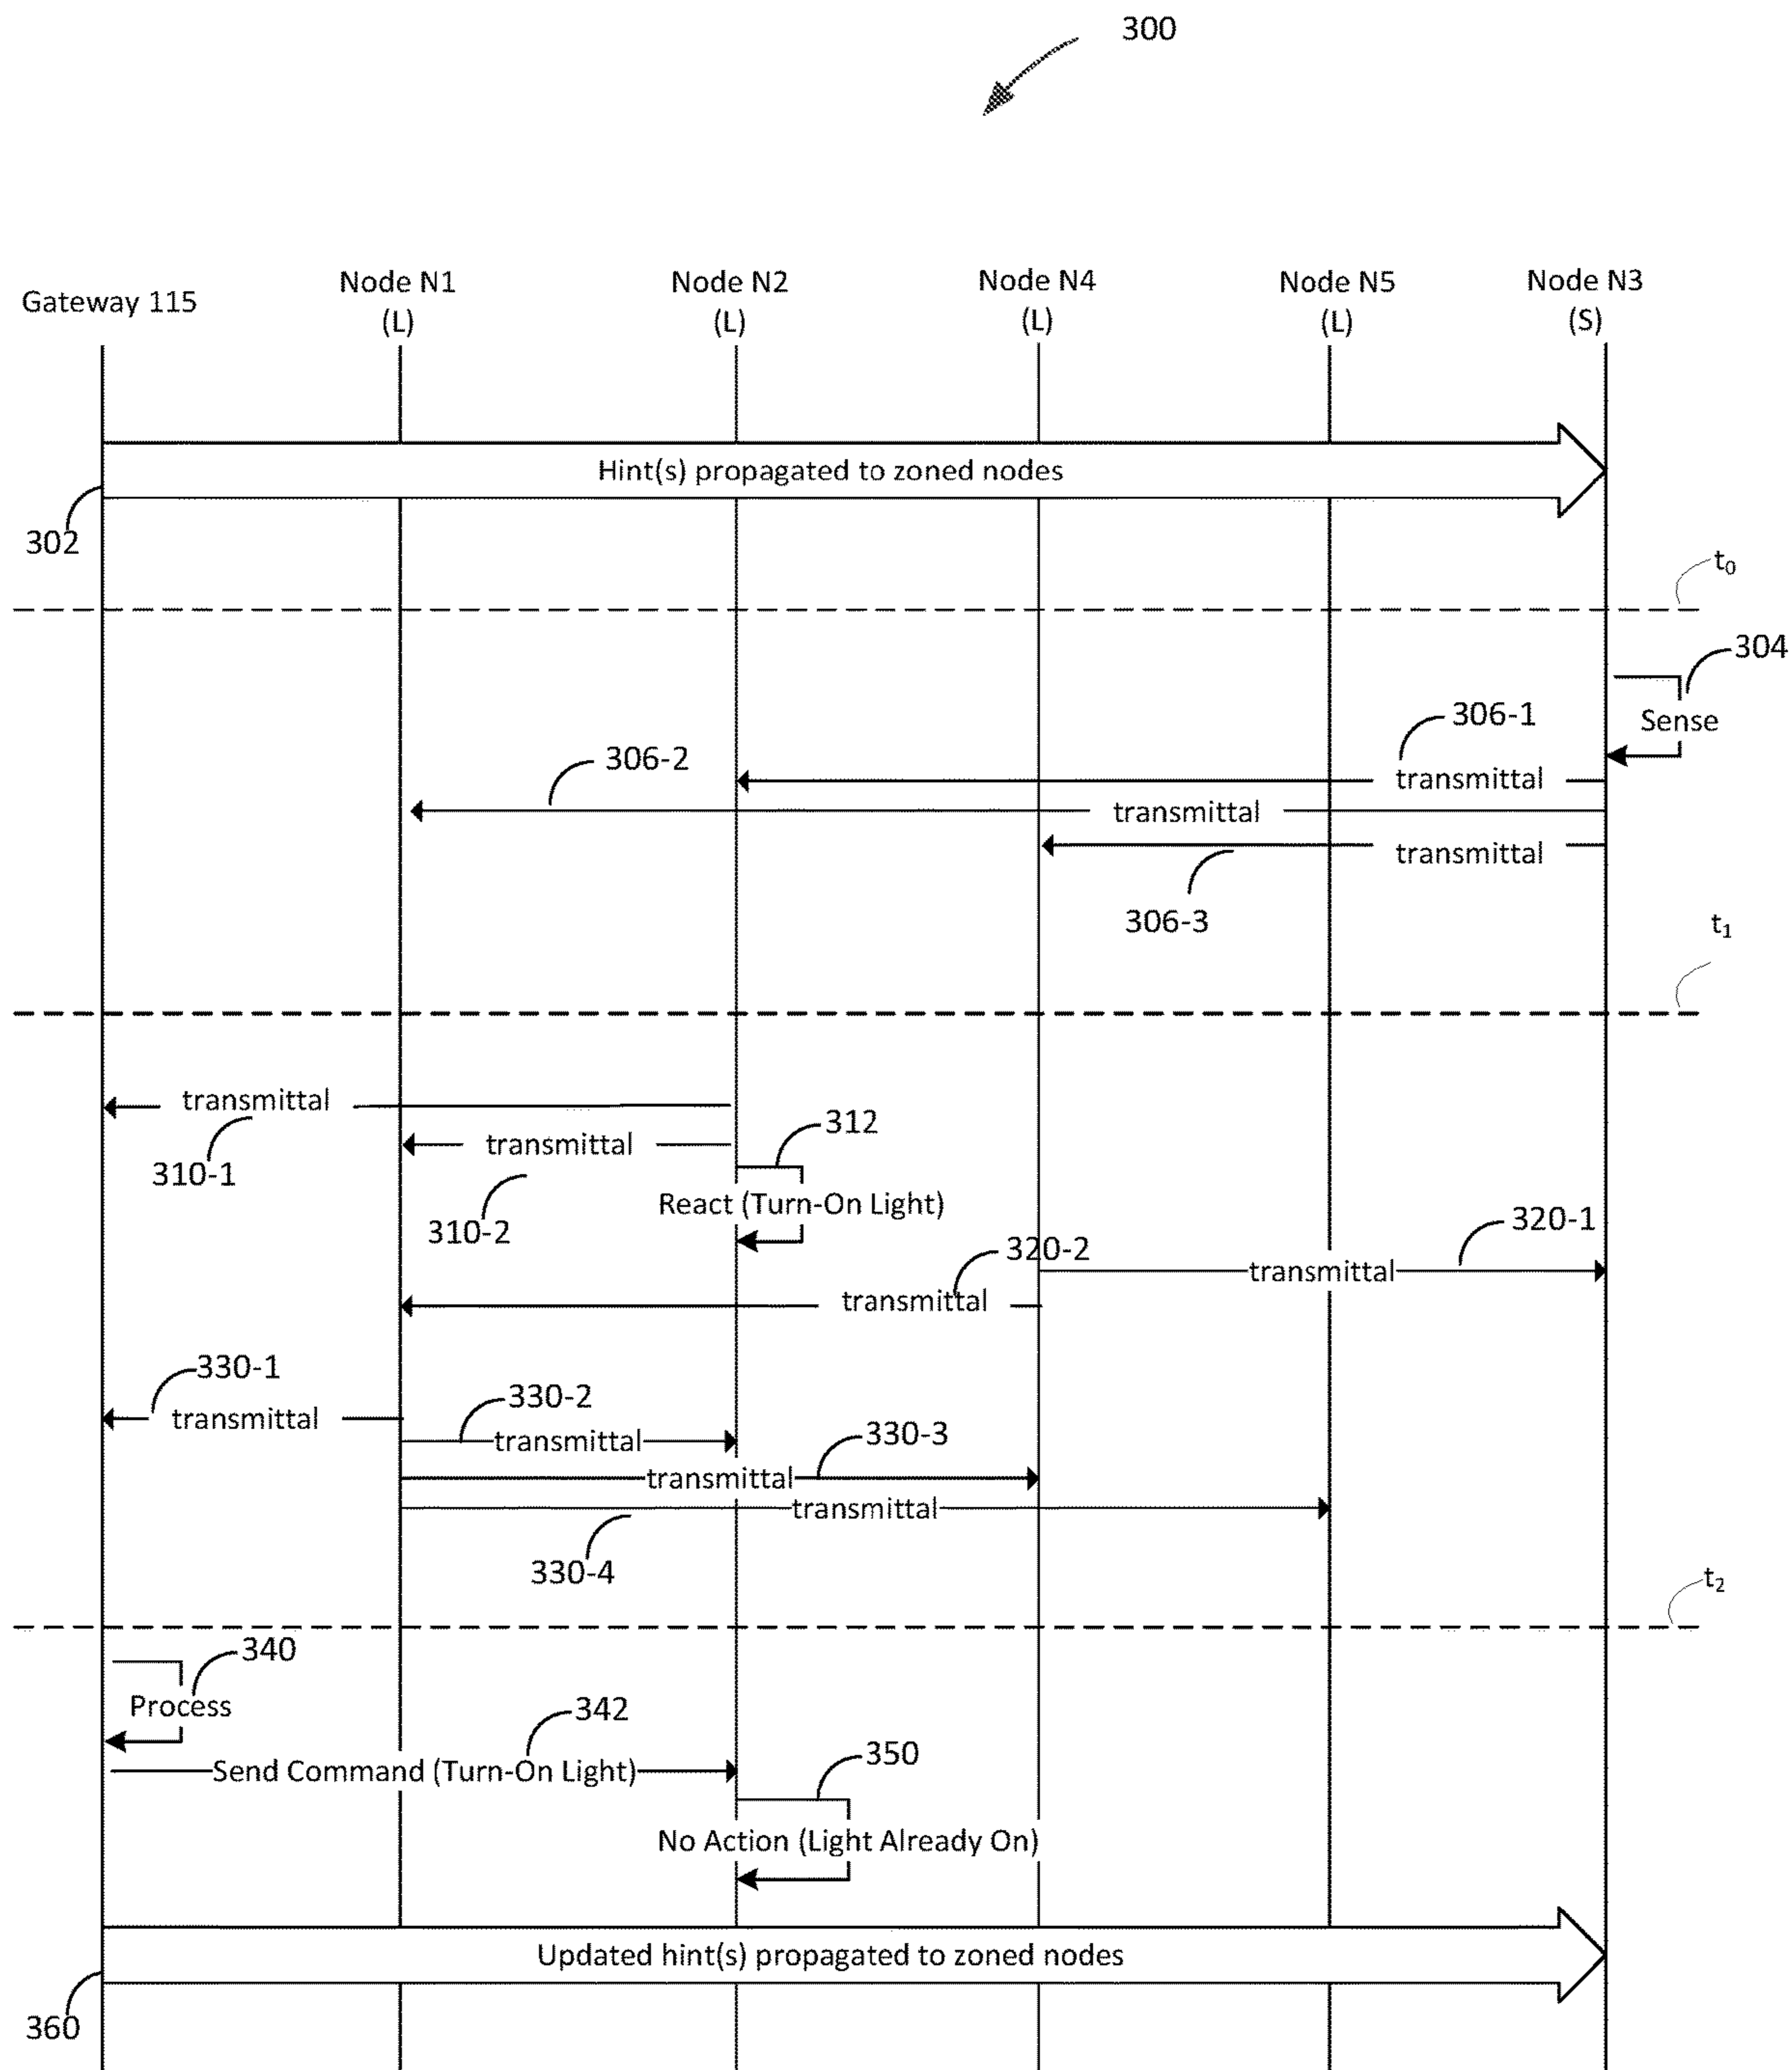 300
Gateway 115
Node N1
(L)
Node N2
(L)
Node N4
(L)
Node N5
(L)
Node N3
(S)
Hint(s) propagated to zoned nodes
302
t0
304
Sense
306-1
transmittal
306-2
transmittal
transmittal
306-3
t1
transmittal
310-1
transmittal
310-2
312
React (Turn-On Light)
320-1
transmittal
320-2
transmittal
330-1
transmittal
330-2
transmittal
330-3
transmittal
transmittal
330-4
t2
340
Process
342
Send Command (Turn-On Light)
350
No Action (Light Already On)
Updated hint(s) propagated to zoned nodes
360